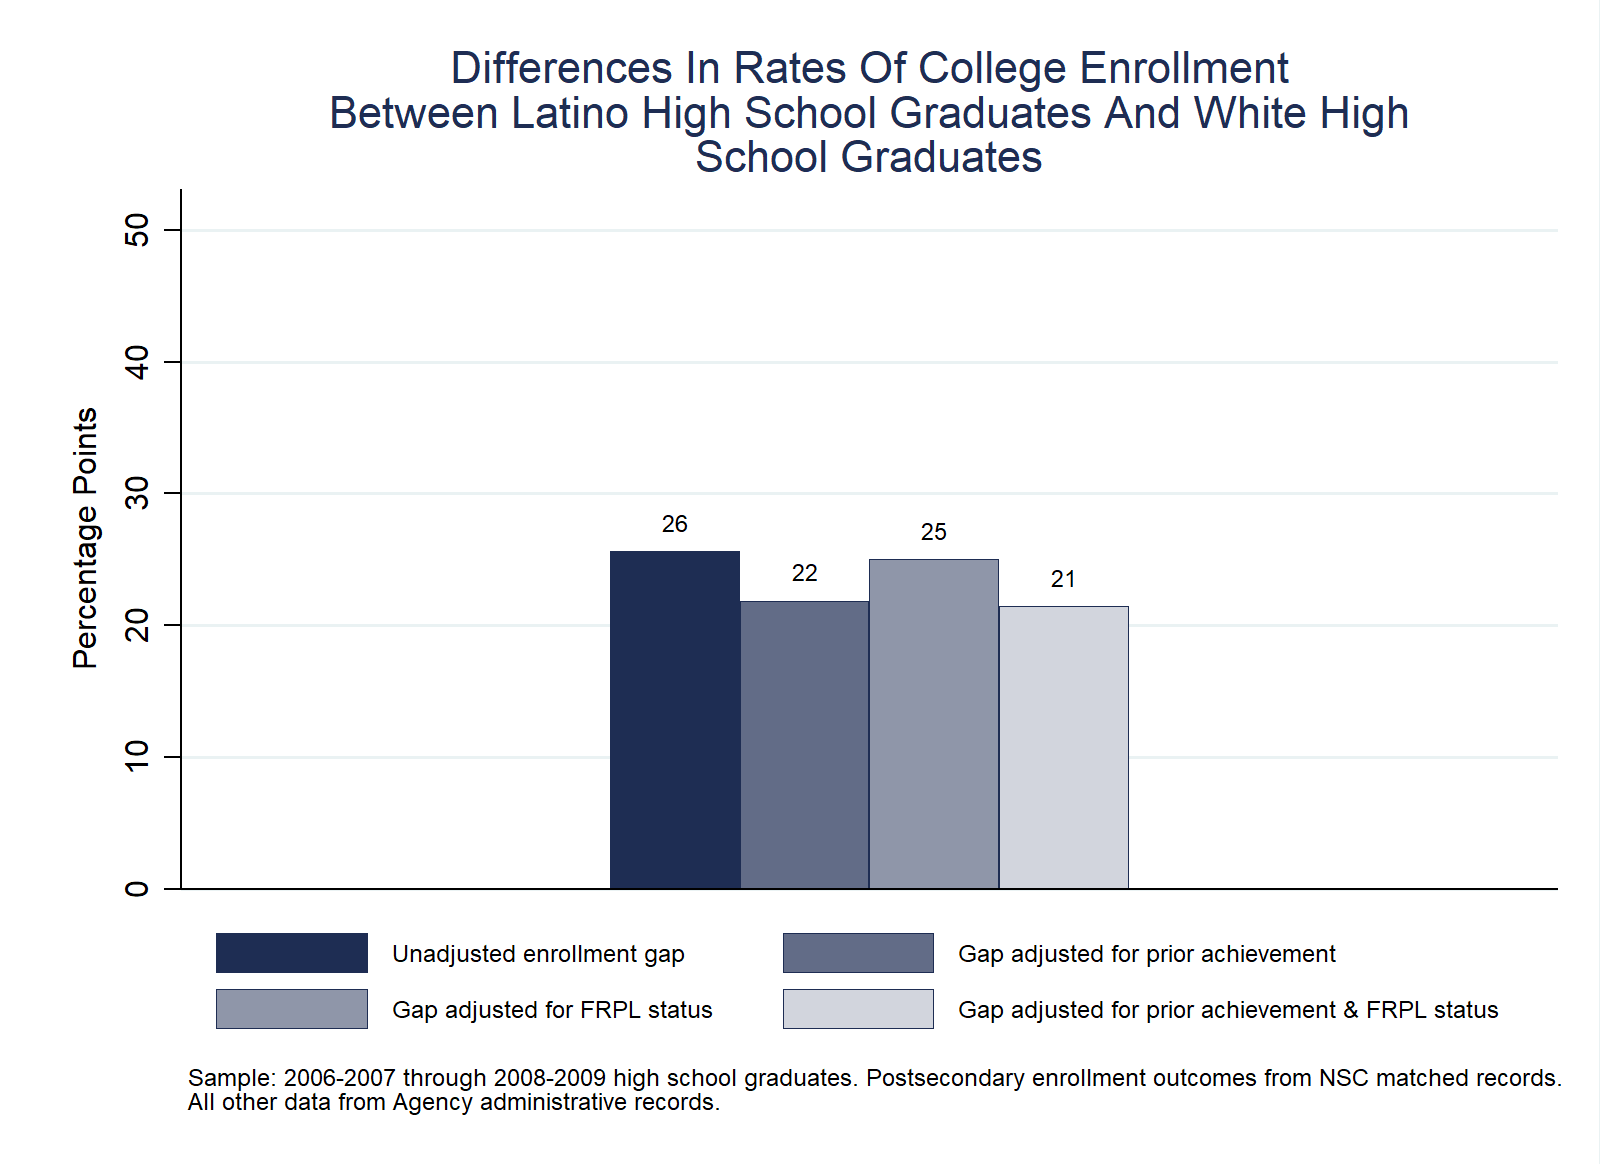 Differences In Rates Of College Enrollment
Between Latino High School Graduates And White High
School Graduates
Percentage Points
50
40
30
20
10
0
26
22
25
21
Unadjusted enrollment gap
Gap adjusted for prior achievement
Gap adjusted for FRPL status
Gap adjusted for prior achievement & FRPL status
Sample: 2006-2007 through 2008-2009 high school graduates. Postsecondary enrollment outcomes from NSC matched records.
All other data from Agency administrative records.